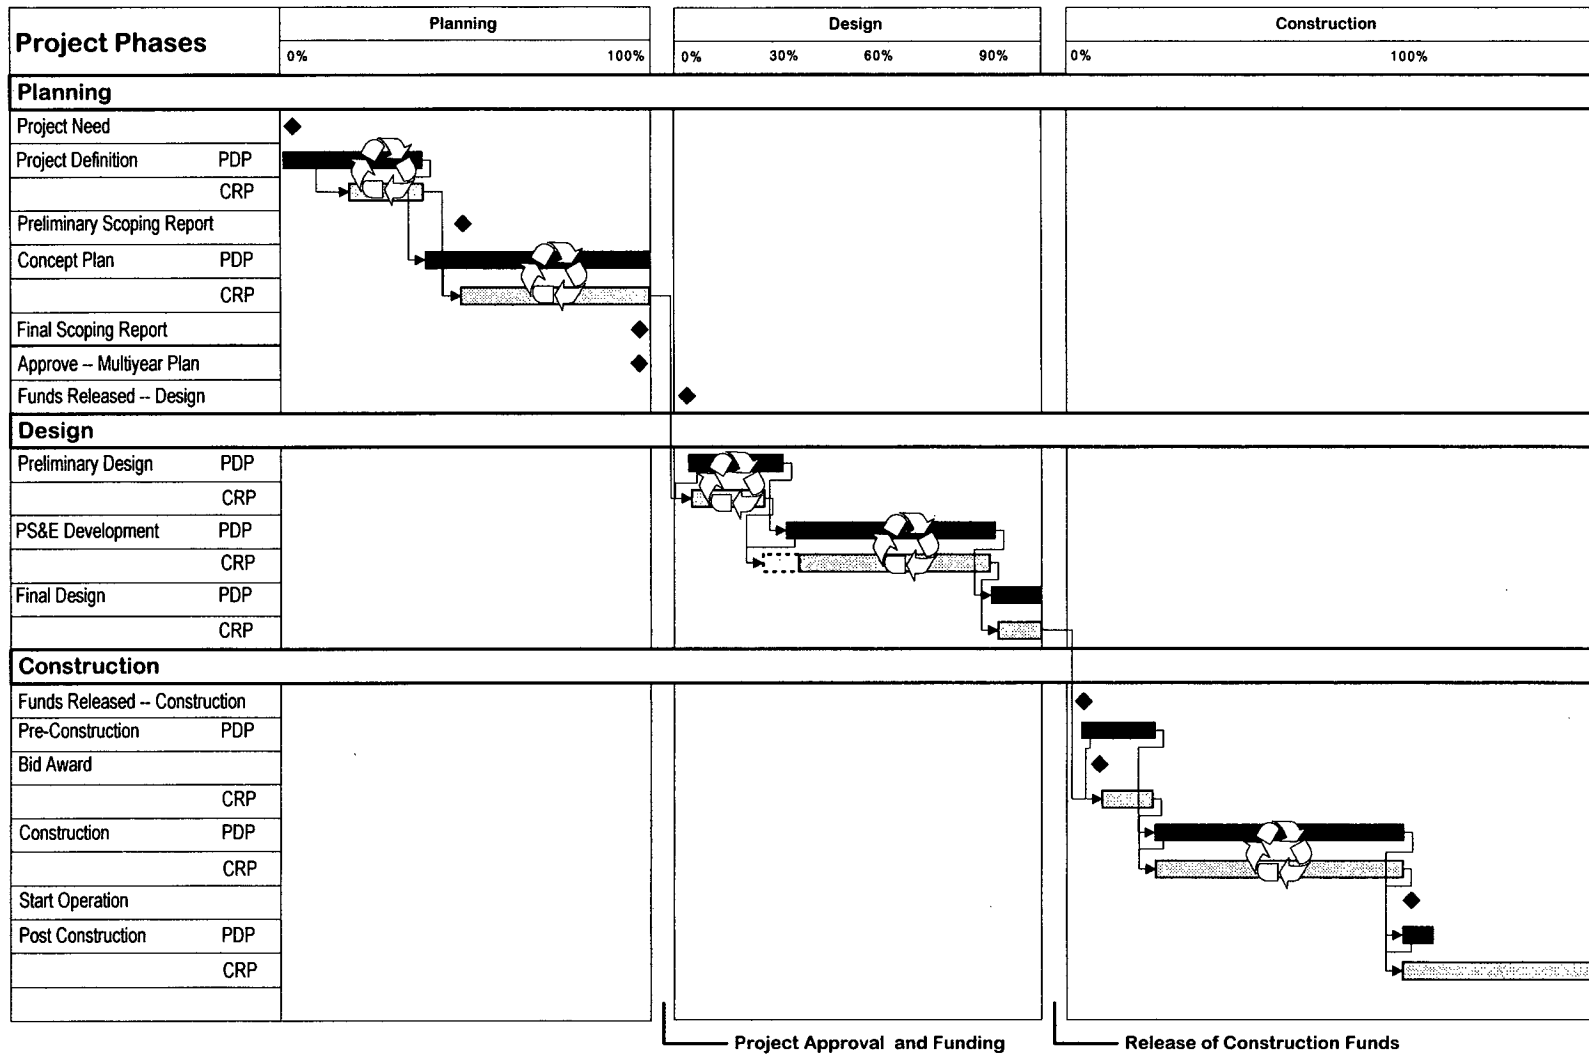 Project Phases
Planning
Design
Construction
0% 100%
0% 30% 60% 90%
0% 100%
Planning
Project Need
Project Definition PDP
CRP
Preliminary Scoping Report
Concept Plan PDP
CRP
Final Scoping Report
Approve -- Multiyear Plan
Funds Released -- Design
Design
Preliminary Design PDP
CRP
PS&E Development PDP
CRP
Final Design PDP
CRP
Construction
Funds Released -- Construction
Pre-Construction PDP
Bid Award
CRP
Construction PDP
CRP
Start Operation
Post Construction PDP
CRP
Project Approval and Funding
Release of Construction Funds